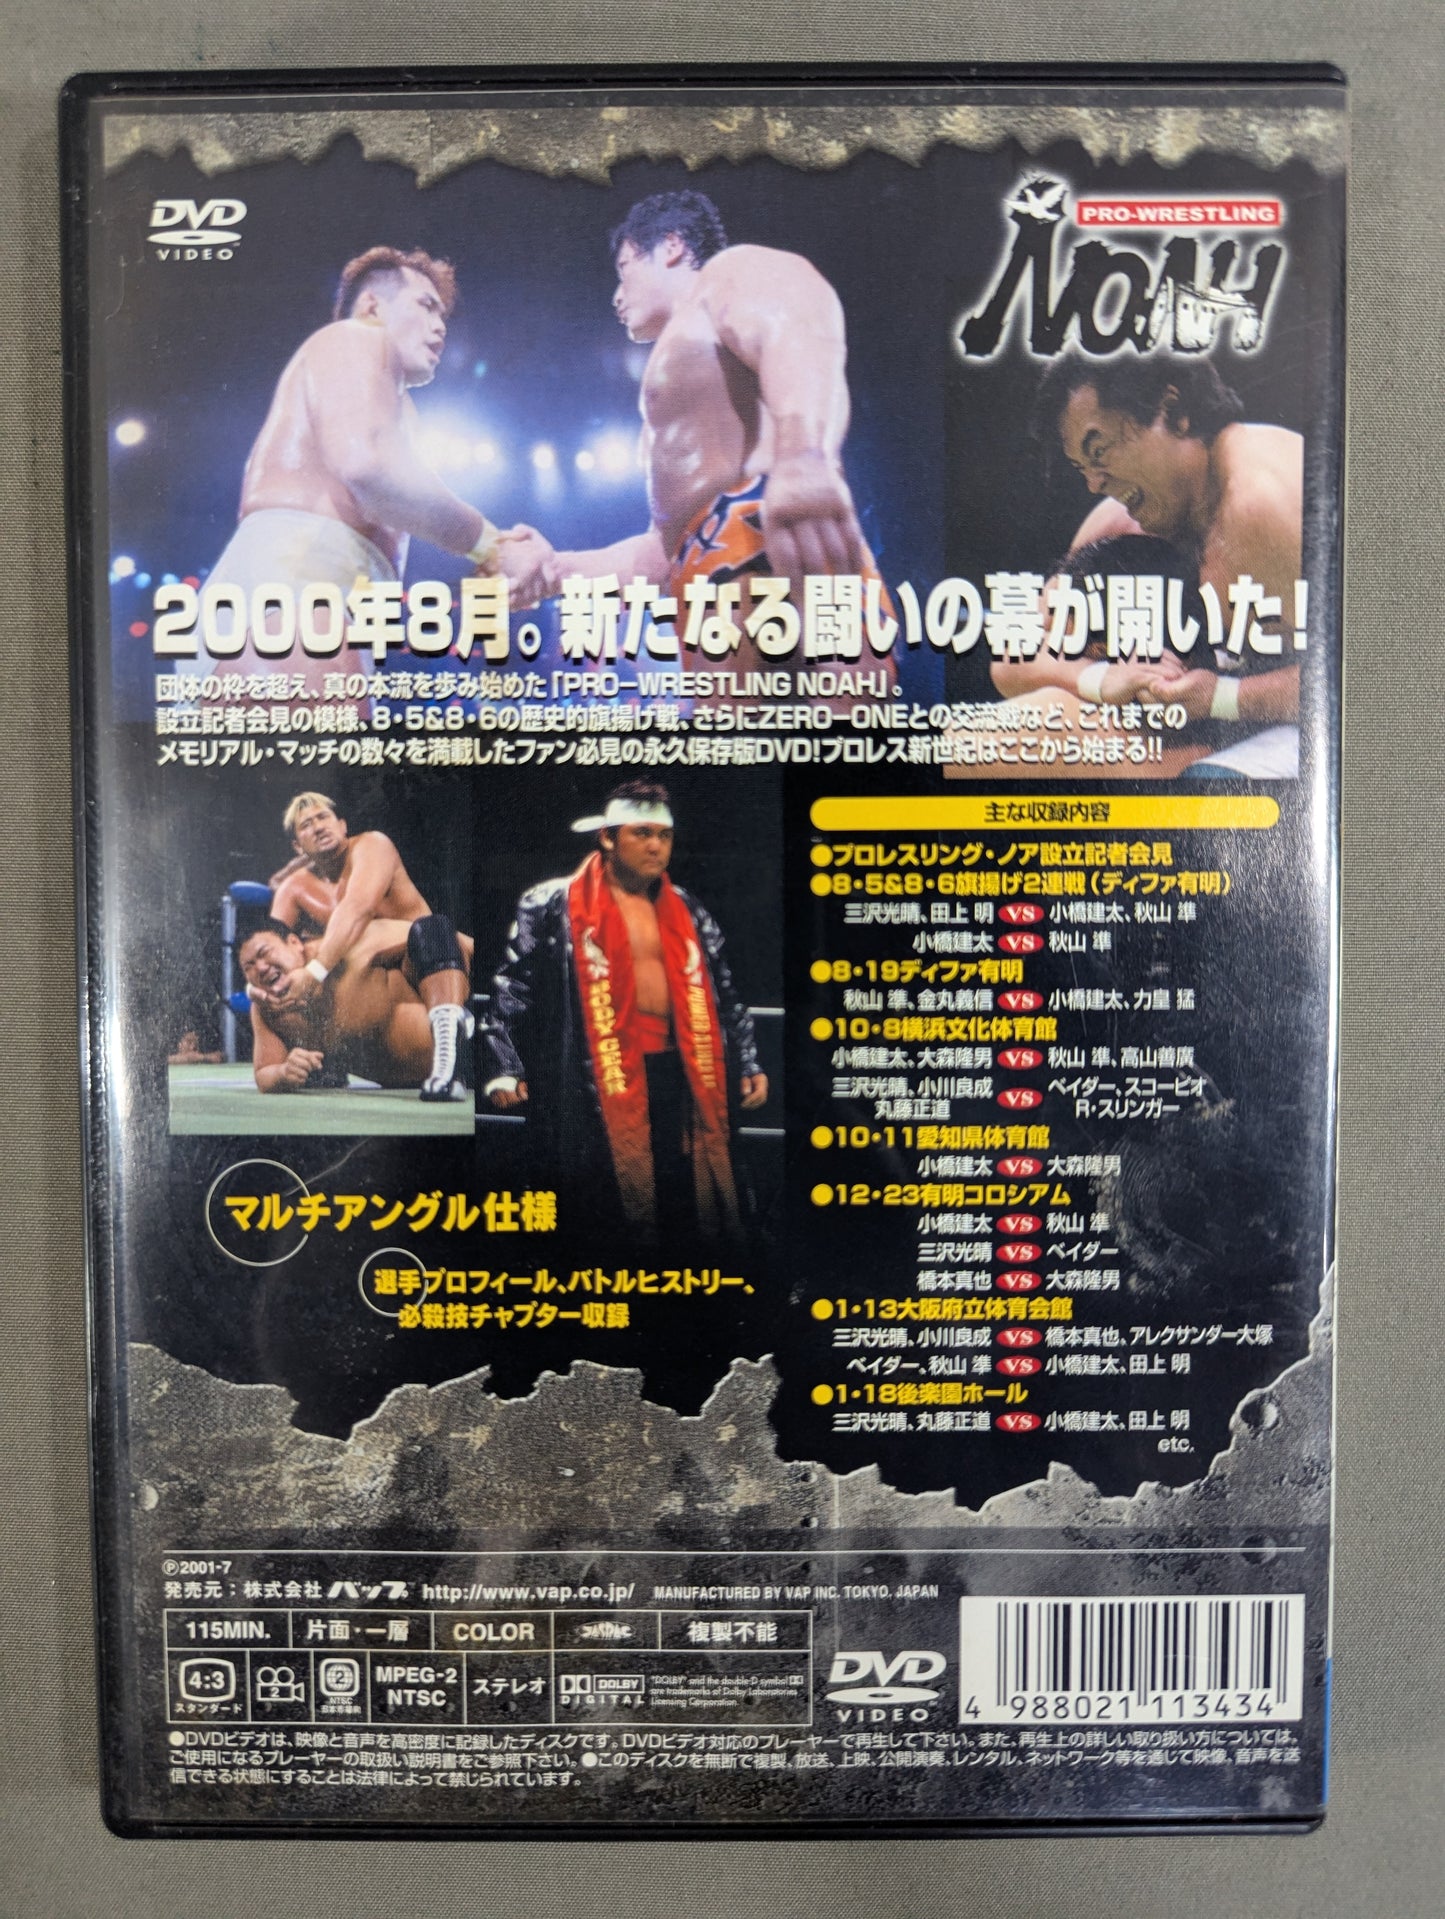 DVD
VIDEO
PRO-WRESTLING
NOAH
2000年8月。新たなる闘いの幕が開いた!
団体の枠を超え、真の本流を歩み始めた「PRO-WRESTLING NOAH」。
設立記者会見の模様、8・5&8・6の歴史的旗揚げ戦、さらにZERO-ONEとの交流戦など、これまでの
メモリアル・マッチの数々を満載したファン必見の永久保存版DVD!プロレス新世紀はここから始まる!!
BODY GEAR
マルチアングル仕様
選手プロフィール、バトルヒストリー、
必殺技チャプター収録
主な収録内容
●プロレスリング・ノア設立記者会見
●8・5&8・6旗揚げ2連戦(ディファ有明)
三沢光晴、田上 明 VS 小橋建太、秋山 準
小橋建太 VS 秋山 準
●8・19ディファ有明
秋山 準、金丸義信 VS 小橋建太、力皇 猛
●10・8横浜文化体育館
小橋建太、大森隆男 VS 秋山 準、高山善廣
三沢光晴、小川良成 VS ベイダー、スコーピオ
丸藤正道 R・スリンガー
●10・11愛知県体育館
小橋建太 VS 大森隆男
●12・23有明コロシアム
小橋建太 VS 秋山 準
三沢光晴 VS ベイダー
橋本真也 VS 大森隆男
●1・13大阪府立体育会館
三沢光晴、小川良成 VS 橋本真也、アレクサンダー大塚
ベイダー、秋山 準 VS 小橋建太、田上 明
●1・18後楽園ホール
三沢光晴、丸藤正道 VS 小橋建太、田上 明
etc.
Ⓟ2001-7
発売元:株式会社バップ http://www.vap.co.jp/ MANUFACTURED BY VAP INC. TOKYO. JAPAN
115MIN. 片面・一層 COLOR 複製不能
4:3 スタンダード 2 2 NTSC 日本市場向 MPEG-2 NTSC ステレオ DOLBY DIGITAL
"DOLBY" and the double-D symbol
are trademarks of Dolby Laboratories
Licensing Corporation.
DVD
VIDEO
4 988021 113434
●DVDビデオは、映像と音声を高密度に記録したディスクです。DVDビデオ対応のプレーヤーで再生して下さい。また、再生上の詳しい取り扱い方については、
ご使用になるプレーヤーの取扱い説明書をご参照下さい。●このディスクを無断で複製、放送、上映、公開演奏、レンタル、ネットワーク等を通じて映像、音声を送
信できる状態にすることは法律によって禁じられています。